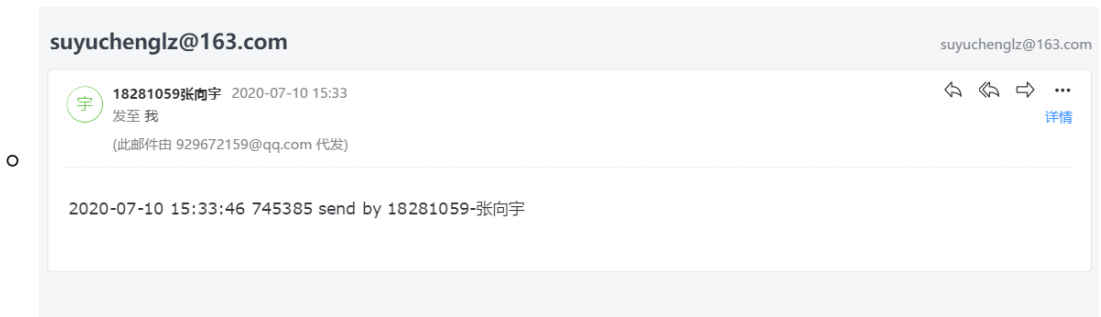 suyuchenglz@163.com
suyuchenglz@163.com
宇
18281059张向宇 2020-07-10 15:33
发至 我
详情
(此邮件由 929672159@qq.com 代发)
2020-07-10 15:33:46 745385 send by 18281059-张向宇